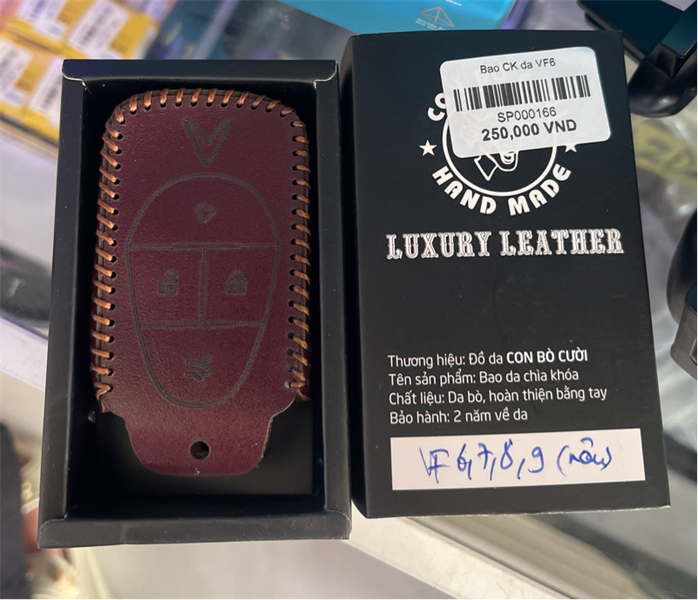 Bao CK da VF6
SP000166
250,000 VND
CO
HAND MADE
LUXURY LEATHER
Thương hiệu: Đồ da CON BÒ CƯỜI
Tên sản phẩm: Bao da chìa khóa
Chất liệu: Da bò, hoàn thiện bằng tay
Bảo hành: 2 năm về da
VF 6,7,8,9 (nâu)